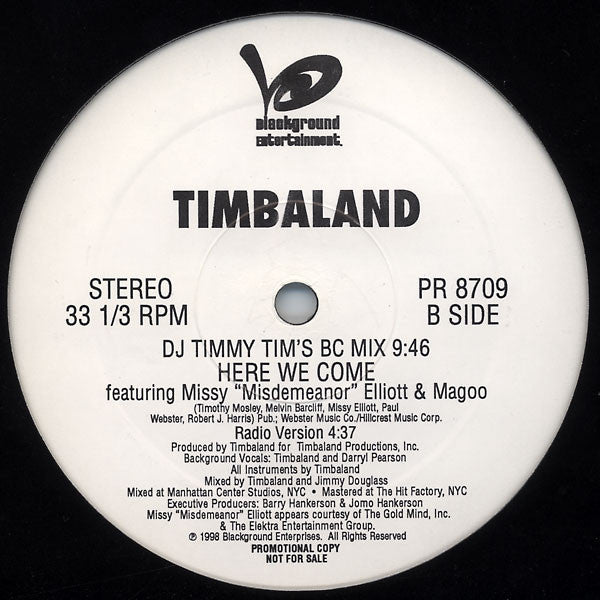 Blackground
Entertainment.
TIMBALAND
STEREO
33 1/3 RPM
PR 8709
B SIDE
DJ TIMMY TIM'S BC MIX 9:46
HERE WE COME
featuring Missy "Misdemeanor" Elliott & Magoo
(Timothy Mosley, Melvin Barcliff, Missy Elliott, Paul
Webster, Robert J. Harris) Pub.; Webster Music Co./Hillcrest Music Corp.
Radio Version 4:37
Produced by Timbaland for Timbaland Productions, Inc.
Background Vocals: Timbaland and Darryl Pearson
All Instruments by Timbaland
Mixed by Timbaland and Jimmy Douglass
Mixed at Manhattan Center Studios, NYC • Mastered at The Hit Factory, NYC
Executive Producers: Barry Hankerson & Jomo Hankerson
Missy "Misdemeanor" Elliott appears courtesy of The Gold Mind, Inc.
& The Elektra Entertainment Group.
℗ 1998 Blackground Enterprises. All Rights Reserved
PROMOTIONAL COPY
NOT FOR SALE